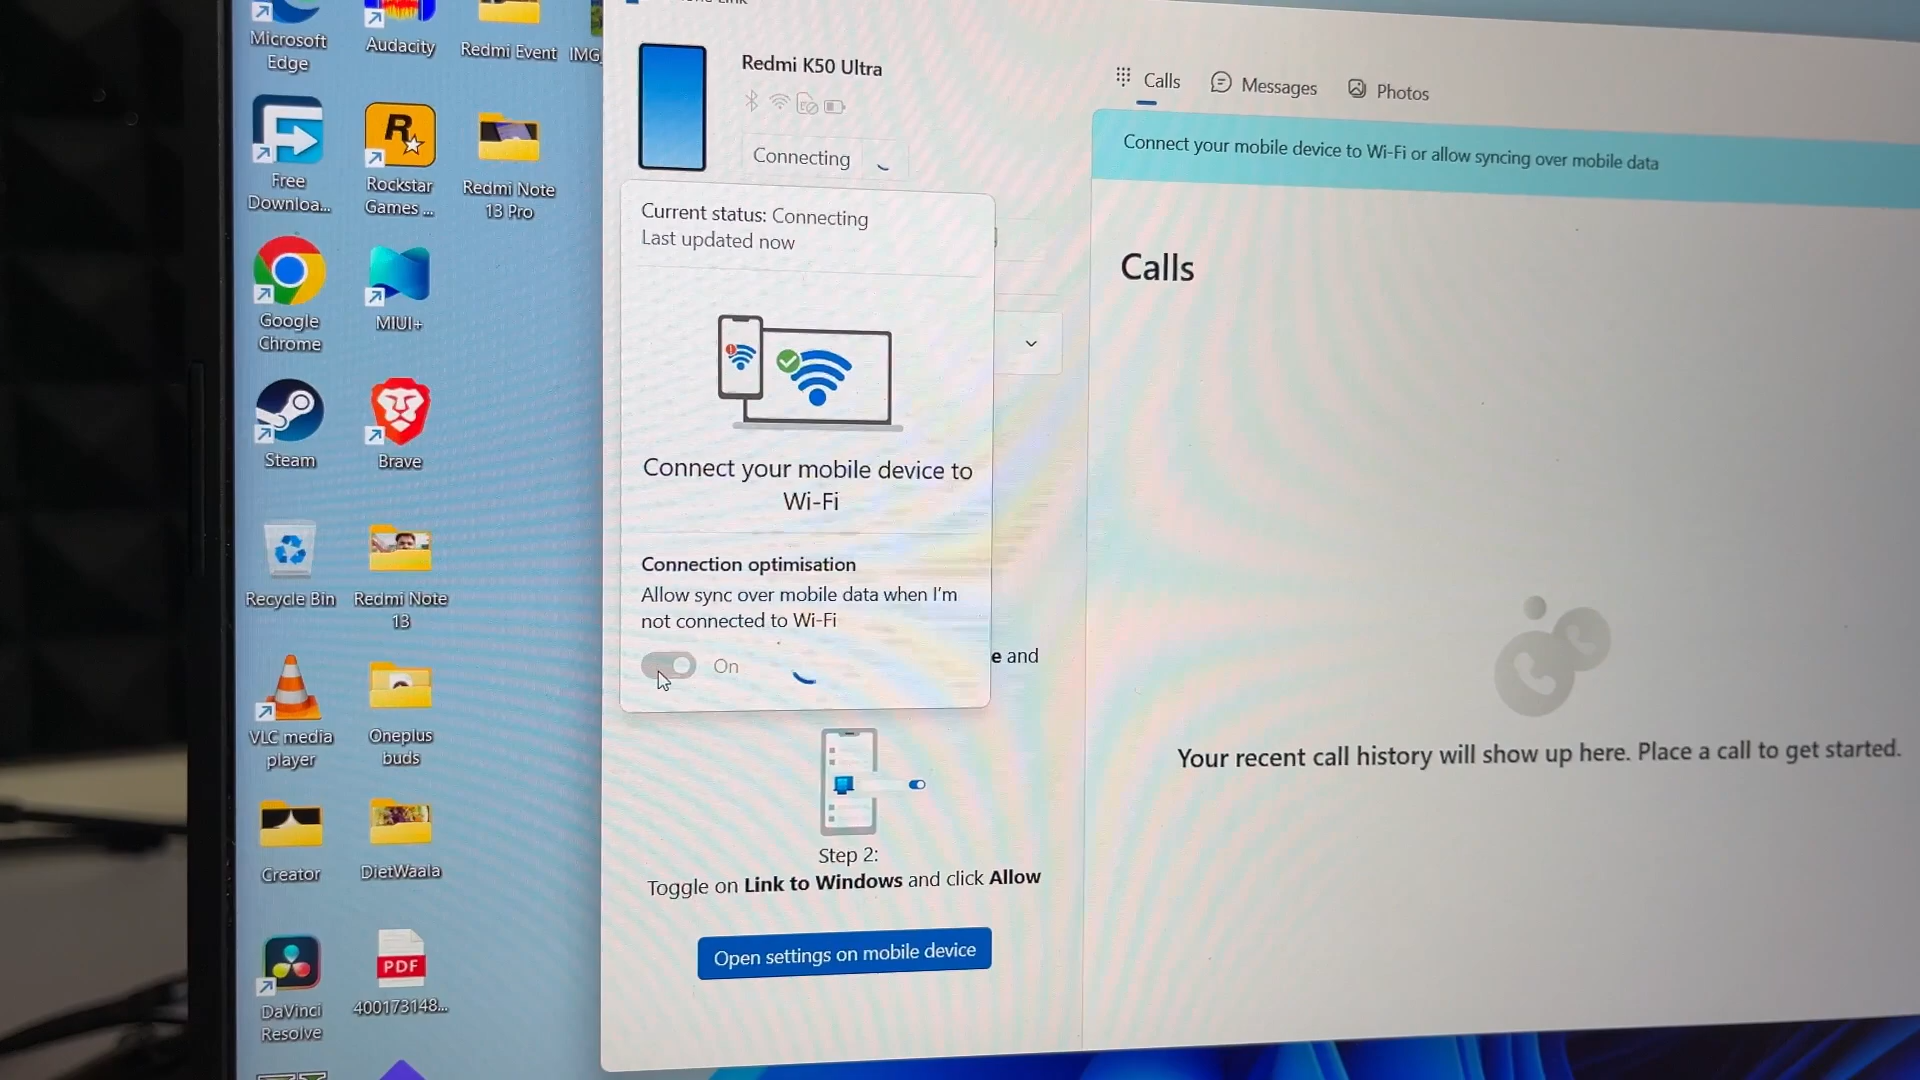 Microsoft
Edge
Audacity
Redmi Event
IMG_
Free
Downloa...
Rockstar
Games ...
Redmi Note
13 Pro
Google
Chrome
MIUI+
Steam
Brave
Recycle Bin
Redmi Note
13
VLC media
player
Oneplus
buds
Creator
DietWaala
DaVinci
Resolve
PDF
400173148...
Redmi K50 Ultra
Connecting
Current status: Connecting
Last updated now
Connect your mobile device to
Wi-Fi
Connection optimisation
Allow sync over mobile data when I'm
not connected to Wi-Fi
On
e and
Step 2:
Toggle on Link to Windows and click Allow
Open settings on mobile device
Calls
Messages
Photos
Connect your mobile device to Wi-Fi or allow syncing over mobile data
Calls
Your recent call history will show up here. Place a call to get started.